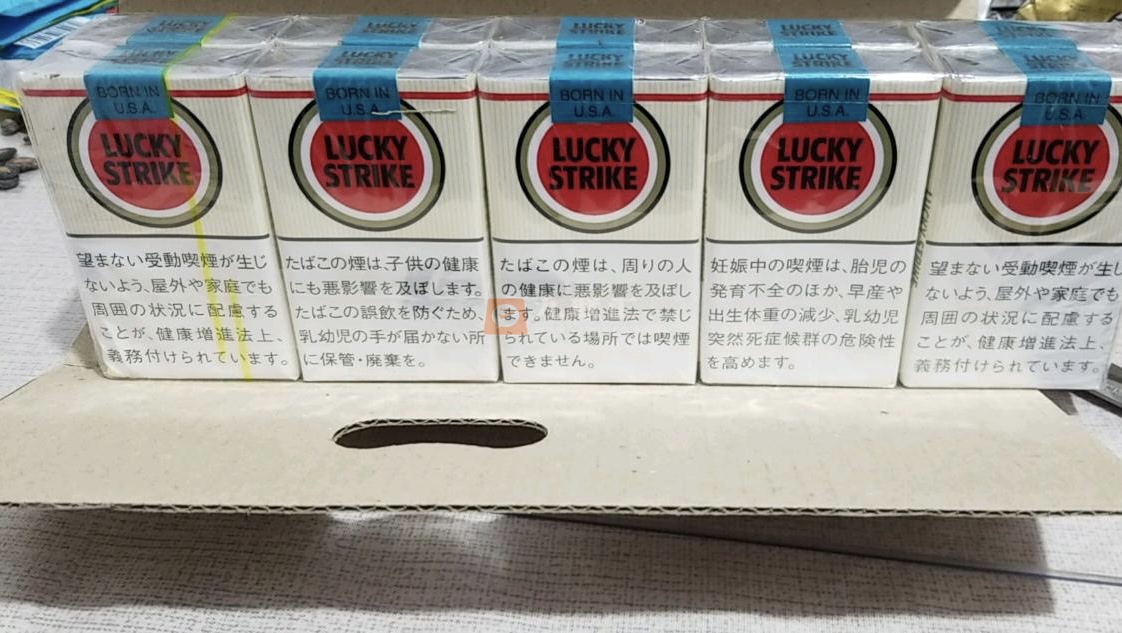 LUCKY
STRIKE
BORN IN
U.S.A.
LUCKY
STRIKE
望まない受動喫煙が生じ
ないよう、屋外や家庭でも
周囲の状況に配慮する
ことが、健康増進法上、
義務付けられています。
LUCKY
STRIKE
BORN IN
U.S.A.
LUCKY
STRIKE
たばこの煙は、子供の健康
にも悪影響を及ぼします。
たばこの誤飲を防ぐため、
乳幼児の手が届かない所
に保管・廃棄を。
LUCKY
STRIKE
BORN IN
U.S.A.
LUCKY
STRIKE
たばこの煙は、周りの人
の健康に悪影響を及ぼし
ます。健康増進法で禁じ
られている場所では喫煙
できません。
LUCKY
STRIKE
BORN IN
U.S.A.
LUCKY
STRIKE
妊娠中の喫煙は、胎児の
発育不全のほか、早産や
出生体重の減少、乳幼児
突然死症候群の危険性
を高めます。
LUCKY STRIKE
LUCKY
STRIKE
BORN IN
U.S.A.
LUCKY
STRIKE
望まない受動喫煙が生じ
ないよう、屋外や家庭でも
周囲の状況に配慮する
ことが、健康増進法上、
義務付けられています。